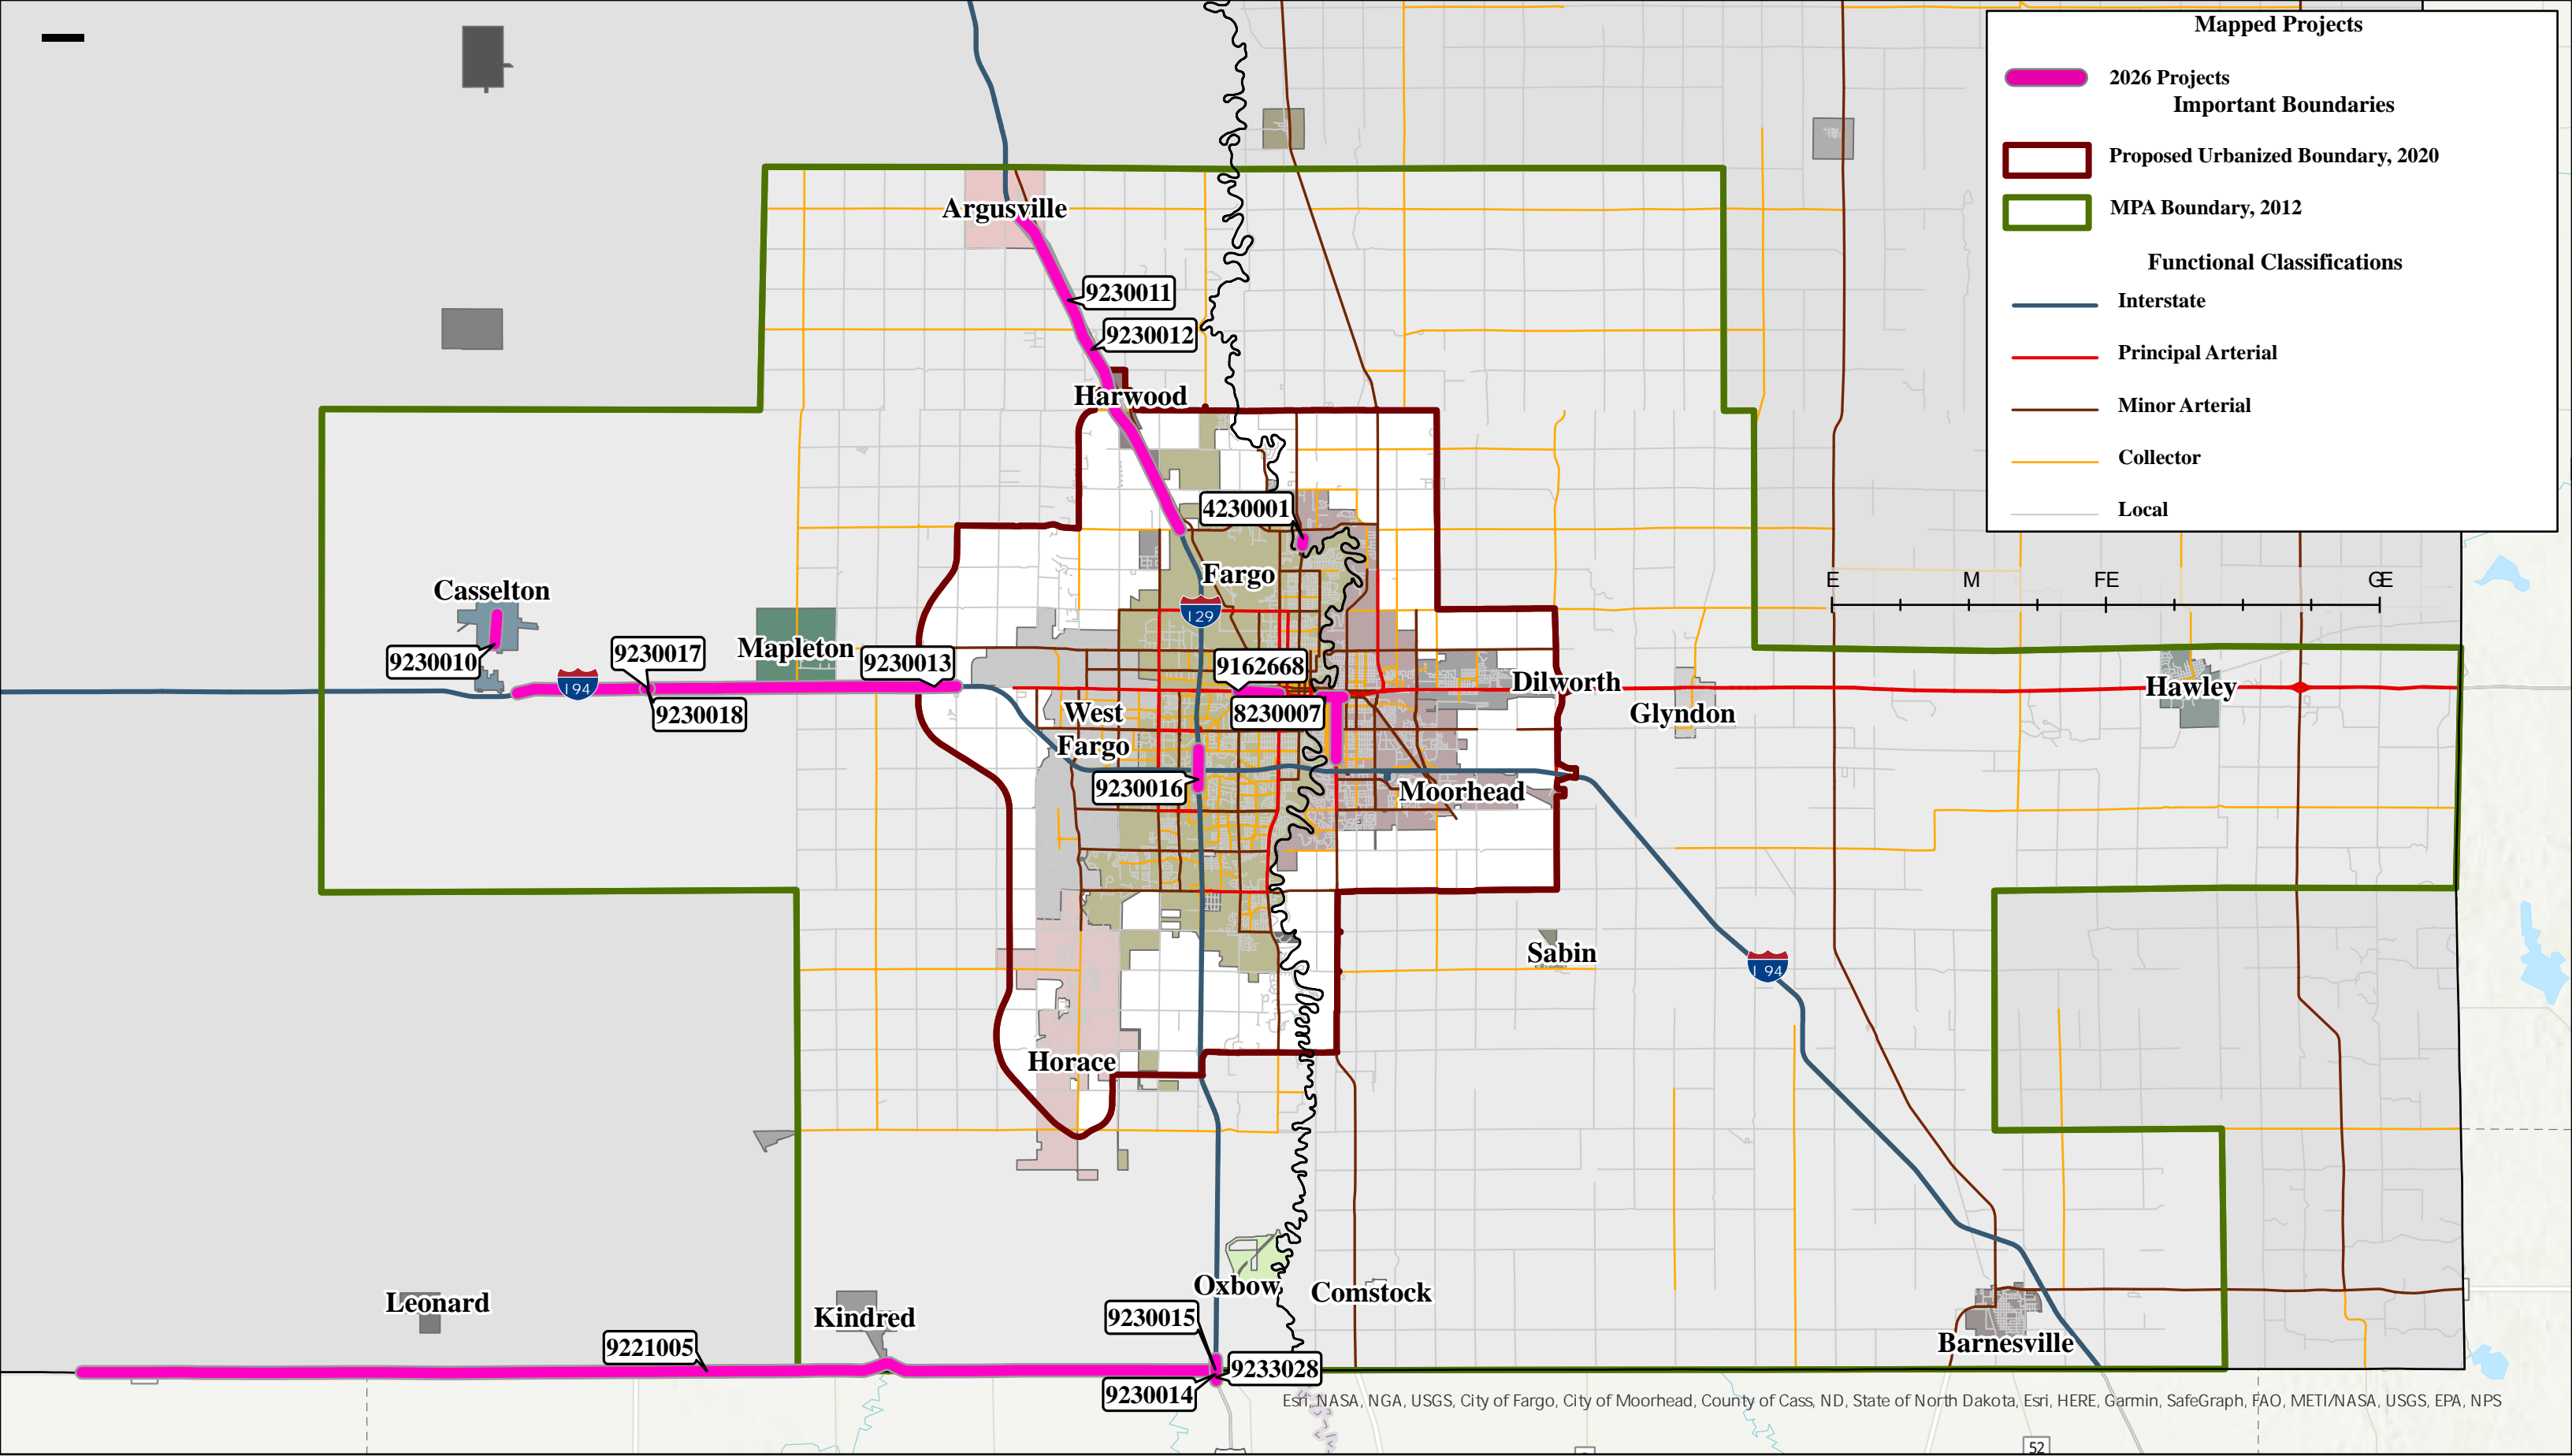 Mapped Projects
2026 Projects
Important Boundaries
Proposed Urbanized Boundary, 2020
MPA Boundary, 2012
Functional Classifications
Interstate
Principal Arterial
Minor Arterial
Collector
Local
Argusville
9230011
9230012
Harwood
4230001
Fargo
E
M
FE
GE
Casselton
I 29
9230010
9230017
Mapleton
9230013
9162668
Dilworth
Hawley
I 94
9230018
West
Fargo
8230007
Glyndon
9230016
Moorhead
Sabin
I 94
Horace
Oxbow
Comstock
Leonard
Kindred
9230015
Barnesville
9221005
9233028
9230014
Esri, NASA, NGA, USGS, City of Fargo, City of Moorhead, County of Cass, ND, State of North Dakota, Esri, HERE, Garmin, SafeGraph, FAO, METI/NASA, USGS, EPA, NPS
52